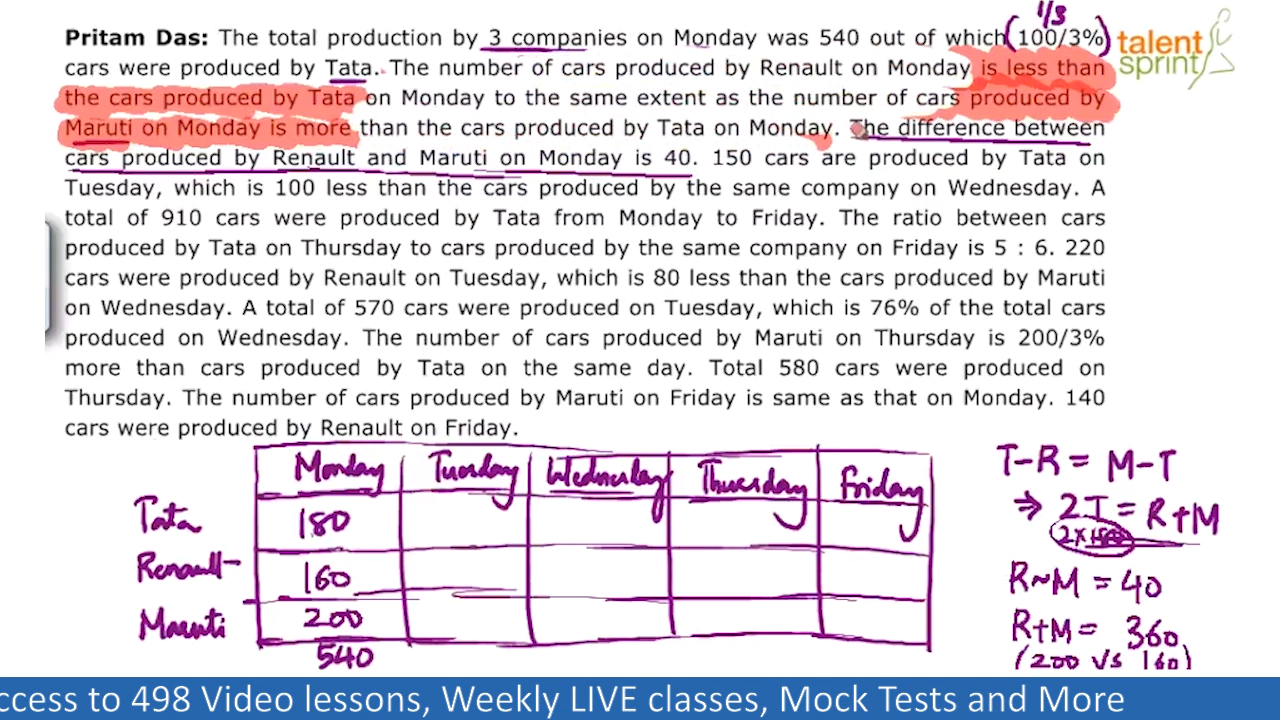 1/3
Pritam Das: The total production by 3 companies on Monday was 540 out of which (100/3%)
cars were produced by Tata. The number of cars produced by Renault on Monday is less than
the cars produced by Tata on Monday to the same extent as the number of cars produced by
Maruti on Monday is more than the cars produced by Tata on Monday. The difference between
cars produced by Renault and Maruti on Monday is 40. 150 cars are produced by Tata on
Tuesday, which is 100 less than the cars produced by the same company on Wednesday. A
total of 910 cars were produced by Tata from Monday to Friday. The ratio between cars
produced by Tata on Thursday to cars produced by the same company on Friday is 5 : 6. 220
cars were produced by Renault on Tuesday, which is 80 less than the cars produced by Maruti
on Wednesday. A total of 570 cars were produced on Tuesday, which is 76% of the total cars
produced on Wednesday. The number of cars produced by Maruti on Thursday is 200/3%
more than cars produced by Tata on the same day. Total 580 cars were produced on
Thursday. The number of cars produced by Maruti on Friday is same as that on Monday. 140
cars were produced by Renault on Friday.
talent
sprint
Monday Tuesday Wednesday Thursday Friday
Tata 180
Renault 160
Maruti 200
540
T-R = M-T
⇒ 2T = R+M
2×180
R~M = 40
R+M = 360
(200 v/s 160)
ccess to 498 Video lessons, Weekly LIVE classes, Mock Tests and More